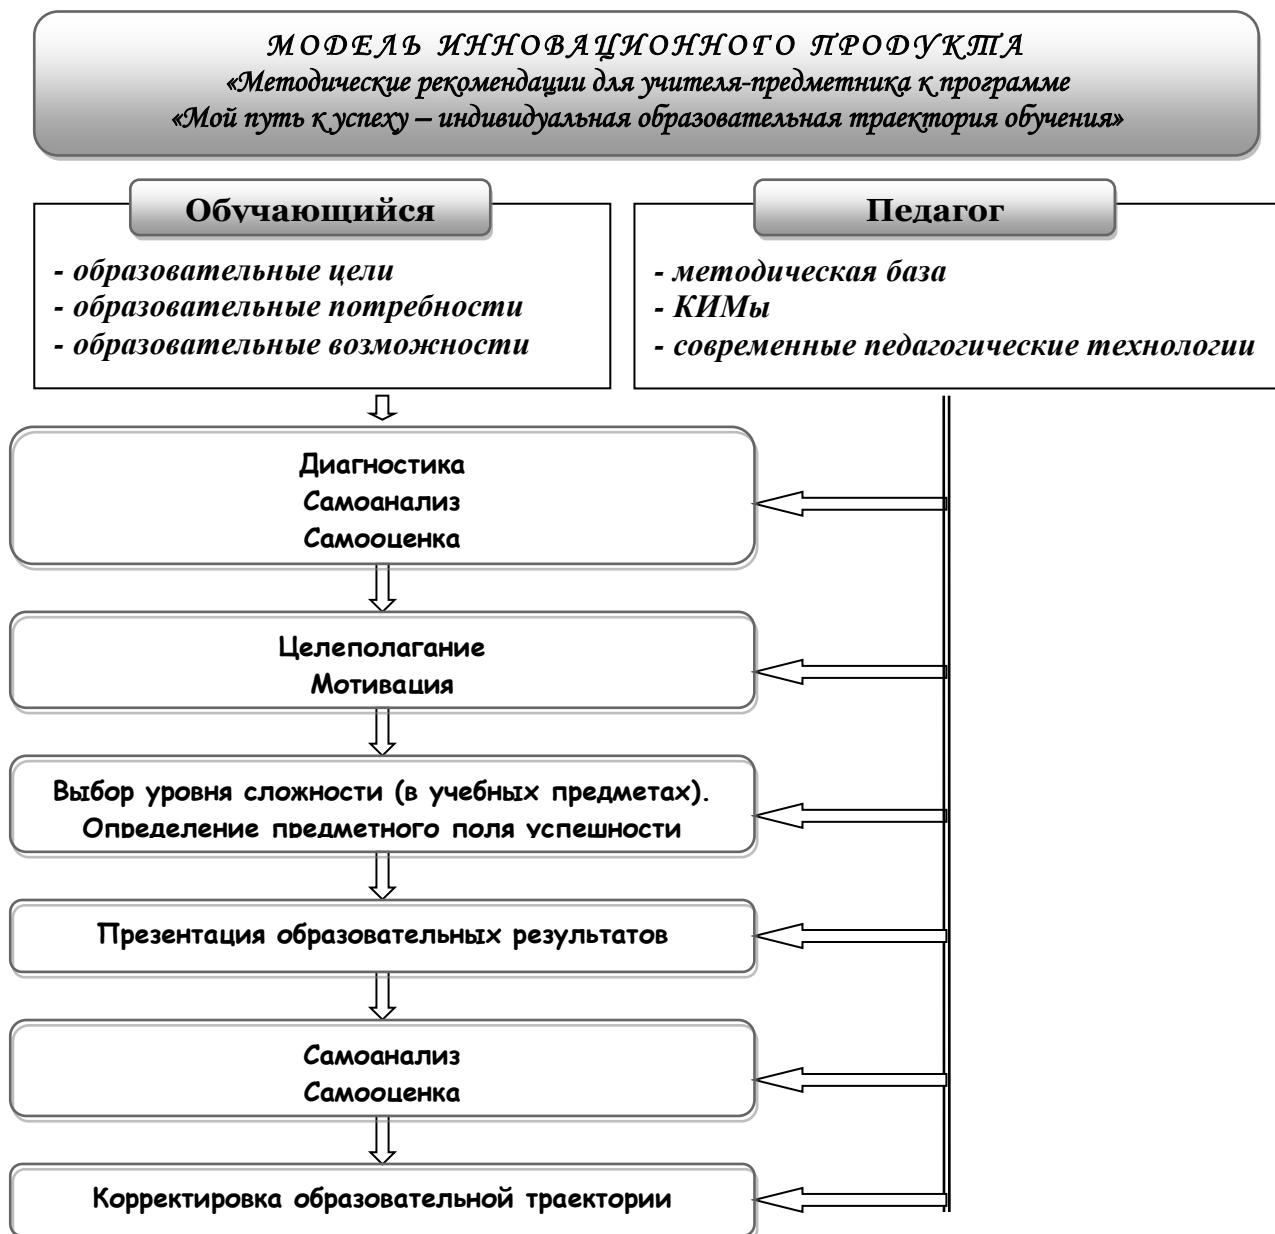 МОДЕЛЬ ИННОВАЦИОННОГО ПРОДУКТА
«Методические рекомендации для учителя-предметника к программе
«Мой путь к успеху – индивидуальная образовательная траектория обучения»
Обучающийся
- образовательные цели
- образовательные потребности
- образовательные возможности
Педагог
- методическая база
- КИМы
- современные педагогические технологии
Диагностика
Самоанализ
Самооценка
Целеполагание
Мотивация
Выбор уровня сложности (в учебных предметах).
Определение предметного поля успешности
Презентация образовательных результатов
Самоанализ
Самооценка
Корректировка образовательной траектории